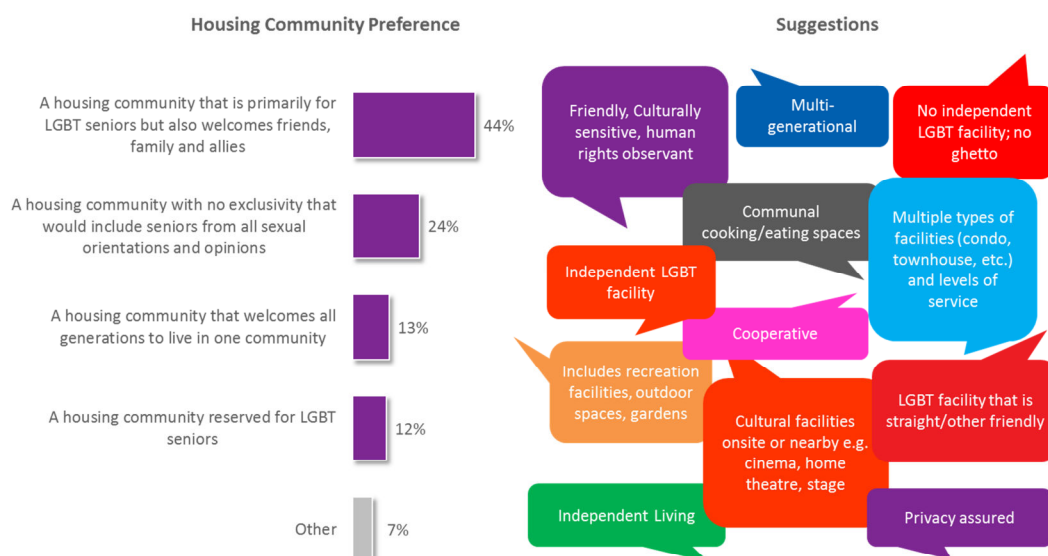 Housing Community Preference
A housing community that is primarily for
LGBT seniors but also welcomes friends,
family and allies
44%
A housing community with no exclusivity that
would include seniors from all sexual
orientations and opinions
24%
A housing community that welcomes all
generations to live in one community
13%
A housing community reserved for LGBT
seniors
12%
Other
7%
Suggestions
Friendly, Culturally
sensitive, human
rights observant
Multi-
generational
No independent
LGBT facility; no
ghetto
Communal
cooking/eating spaces
Multiple types of
facilities (condo,
townhouse, etc.)
and levels of
service
Independent LGBT
facility
Cooperative
Includes recreation
facilities, outdoor
spaces, gardens
Cultural facilities
onsite or nearby e.g.
cinema, home
theatre, stage
LGBT facility that is
straight/other friendly
Independent Living
Privacy assured